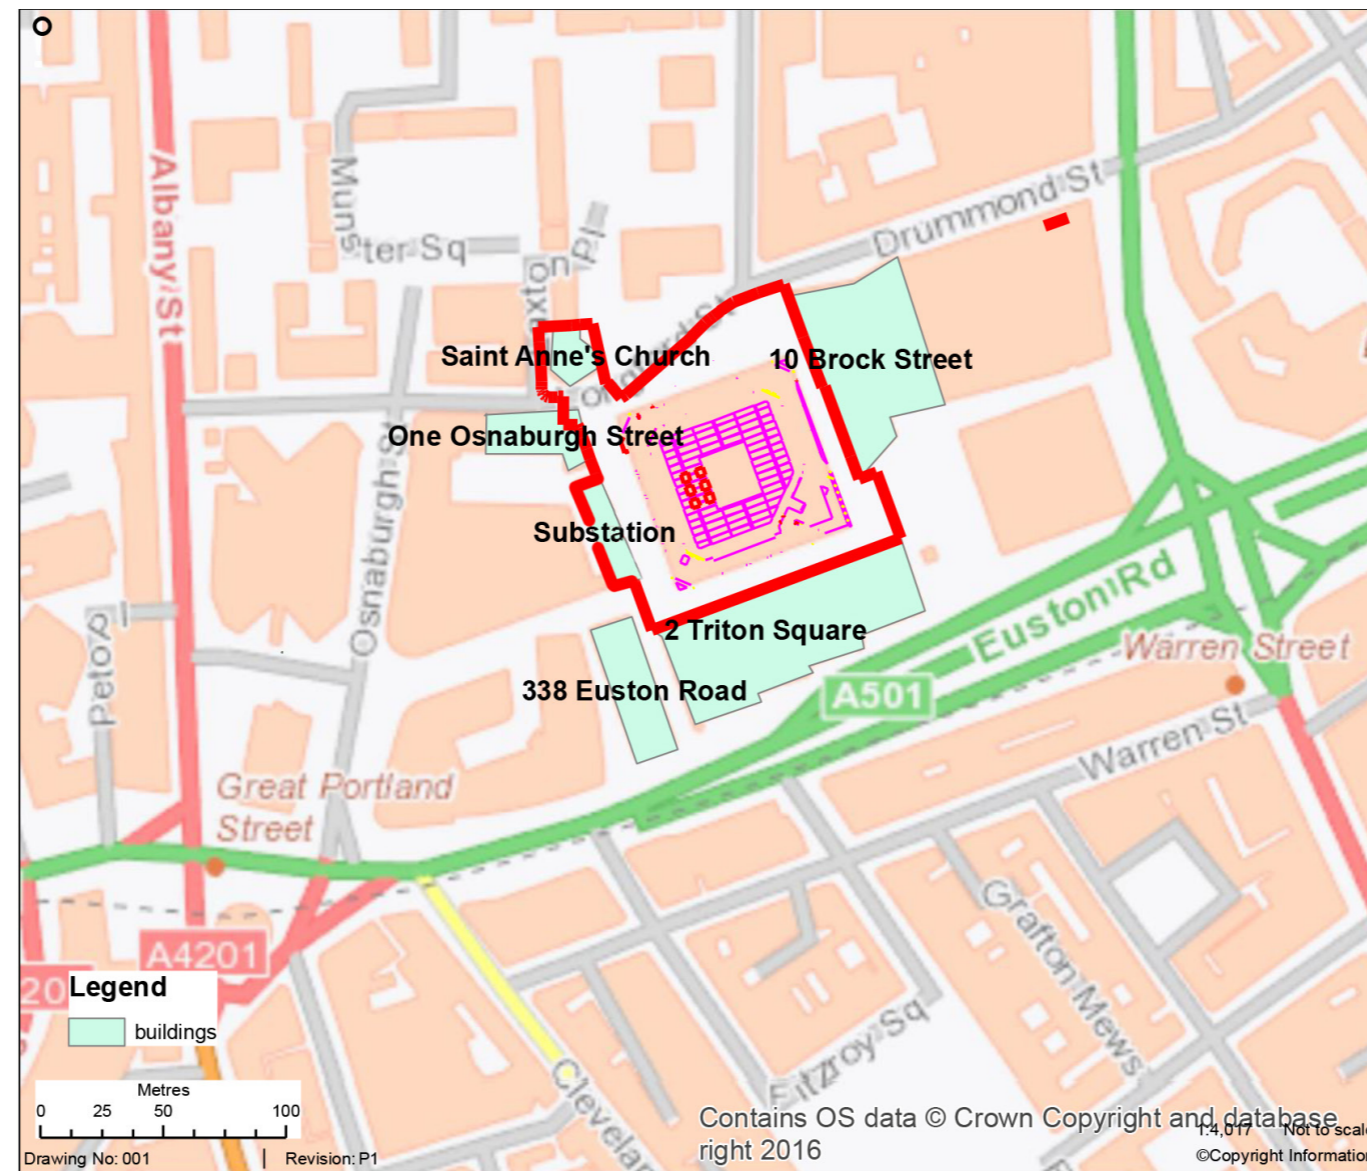 Albany St
Munster Sq
Drummond St
Saint Anne's Church
10 Brock Street
One Osnaburgh Street
Osnaburgh St
Substation
2 Triton Square
Euston Rd
Warren Street
338 Euston Road
A501
Warren St
Great Portland
Street
A4201
20
Legend
buildings
Grafton Mews
Fitzroy Sq
Metres
0 25 50 100
Contains OS data © Crown Copyright and database
right 2016
1:4,017 Not to scale
Drawing No: 001 | Revision: P1
©Copyright Information